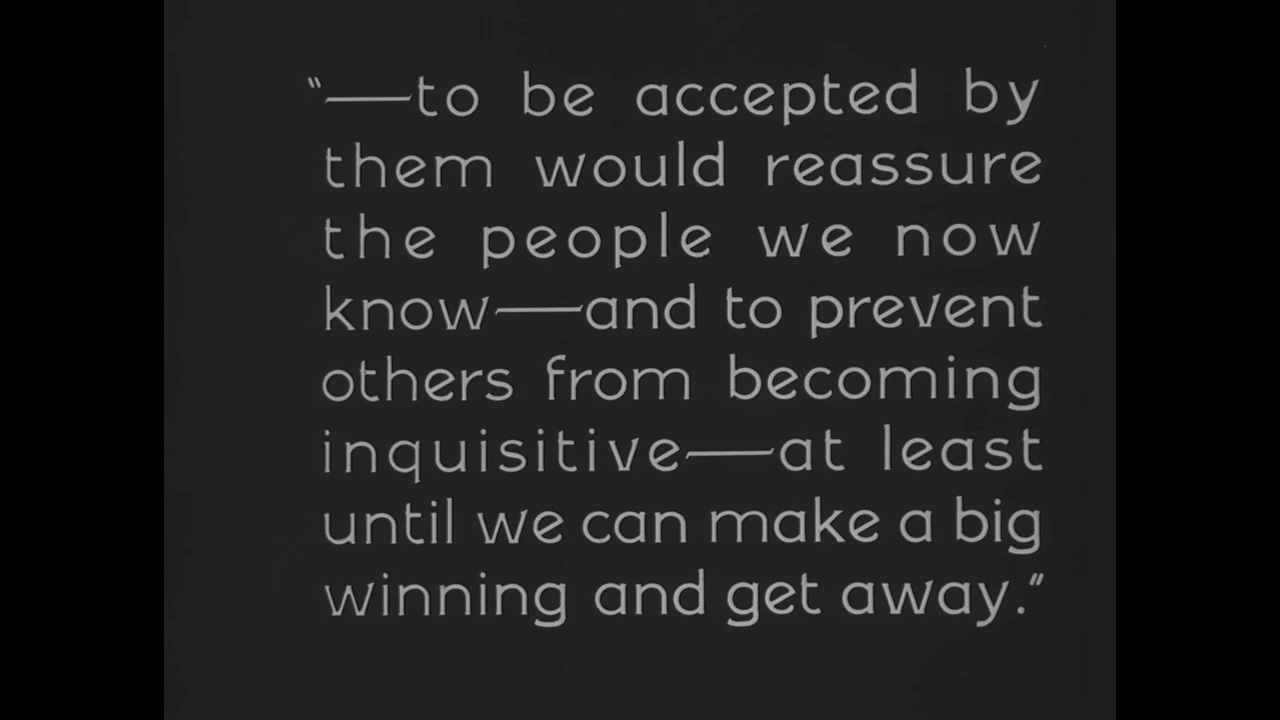 "—to be accepted by
them would reassure
the people we now
know—and to prevent
others from becoming
inquisitive—at least
until we can make a big
winning and get away."